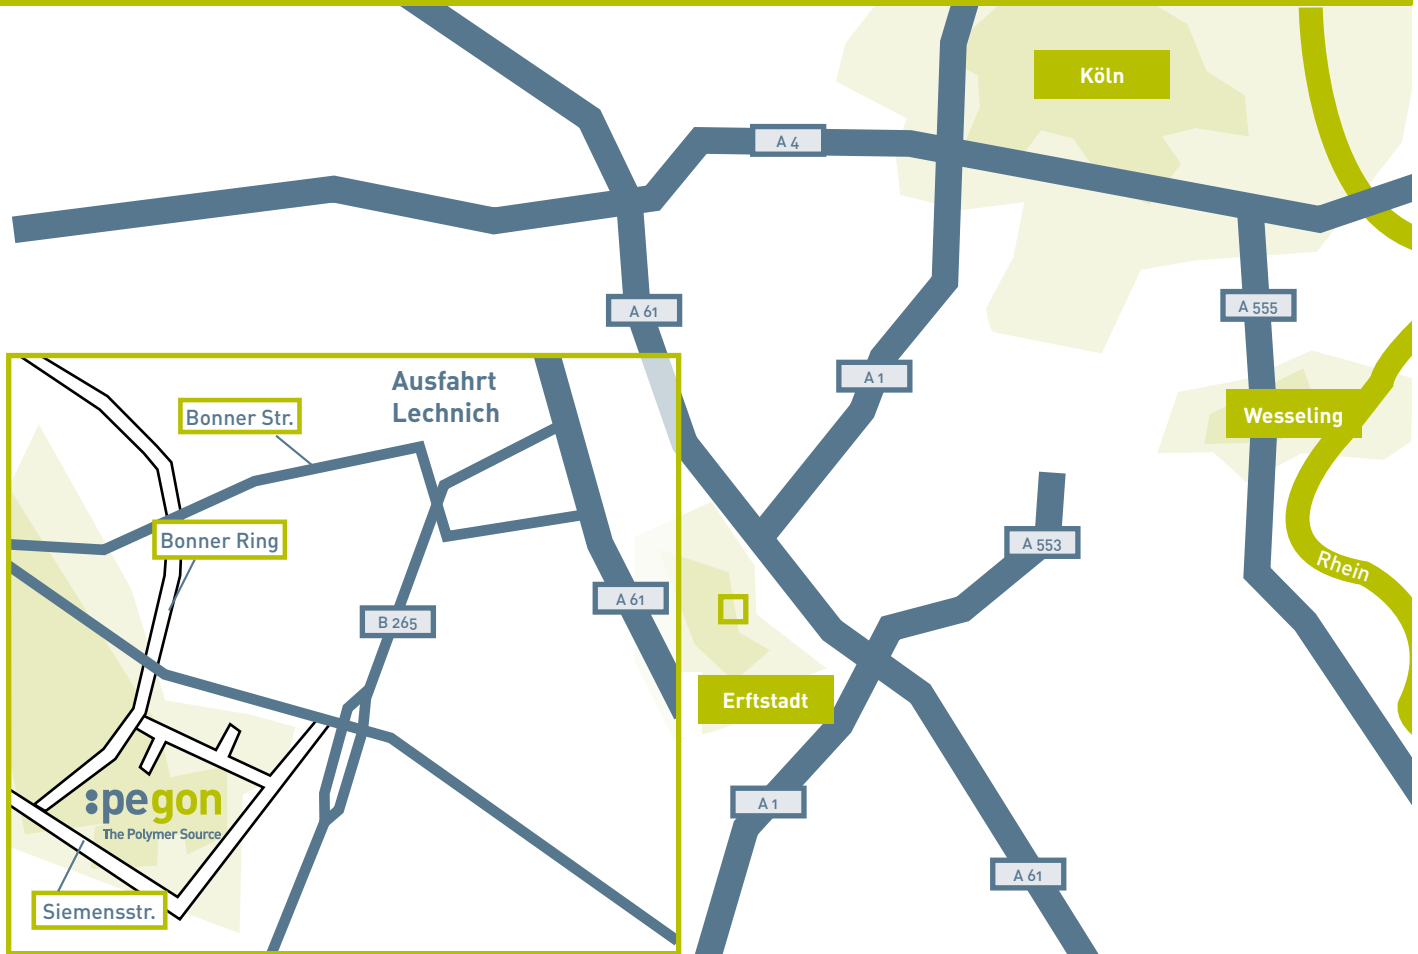 Köln
A 4
A 61
A 555
A 1
Ausfahrt
Lechnich
Bonner Str.
Wesseling
Bonner Ring
A 553
Rhein
A 61
B 265
Erftstadt
:pegon
The Polymer Source
A 1
A 61
Siemensstr.